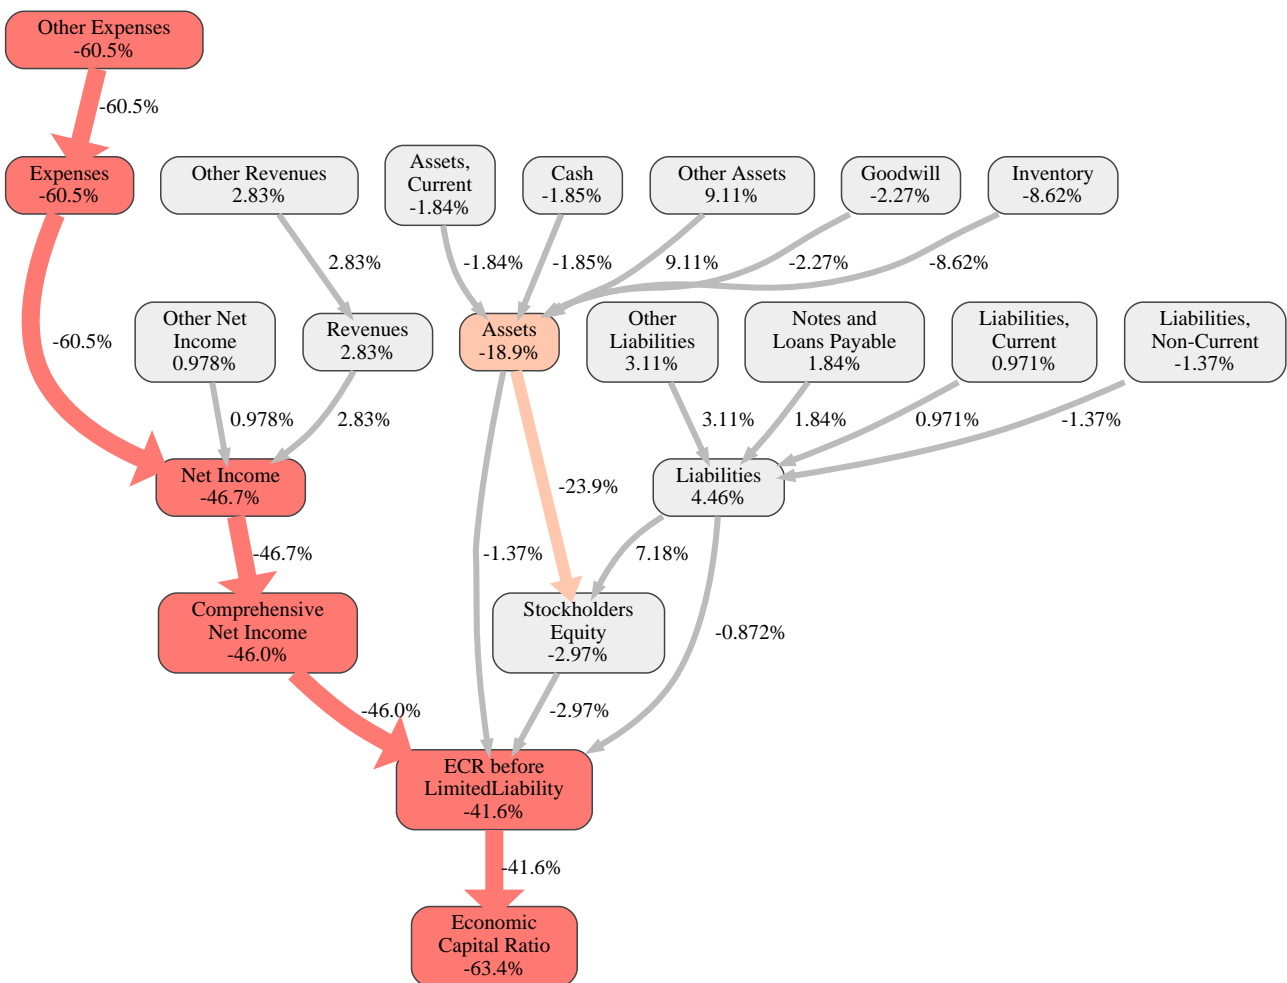 Other Expenses
-60.5%
-60.5%
Expenses
-60.5%
Other Revenues
2.83%
Assets,
Current
-1.84%
Cash
-1.85%
Other Assets
9.11%
Goodwill
-2.27%
Inventory
-8.62%
2.83%
-1.84%
-1.85%
9.11%
-2.27%
-8.62%
-60.5%
Other Net
Income
0.978%
Revenues
2.83%
Assets
-18.9%
Other
Liabilities
3.11%
Notes and
Loans Payable
1.84%
Liabilities,
Current
0.971%
Liabilities,
Non-Current
-1.37%
0.978%
2.83%
3.11%
1.84%
0.971%
-1.37%
Net Income
-46.7%
-23.9%
Liabilities
4.46%
-46.7%
-1.37%
7.18%
Comprehensive
Net Income
-46.0%
Stockholders
Equity
-2.97%
-0.872%
-46.0%
-2.97%
ECR before
LimitedLiability
-41.6%
-41.6%
Economic
Capital Ratio
-63.4%